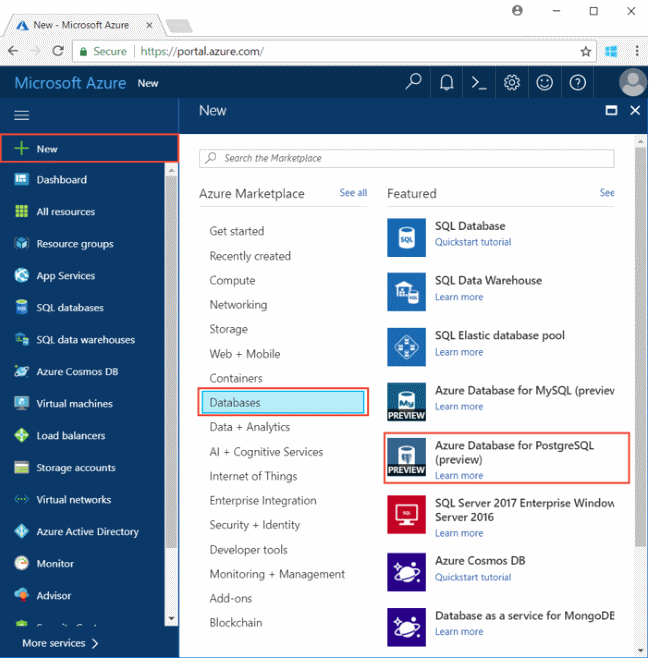 New - Microsoft Azure
Secure https://portal.azure.com/
Microsoft Azure New
New
New
Dashboard
All resources
Resource groups
App Services
SQL databases
SQL data warehouses
Azure Cosmos DB
Virtual machines
Load balancers
Storage accounts
Virtual networks
Azure Active Directory
Monitor
Advisor
More services
Search the Marketplace
Azure Marketplace See all
Get started
Recently created
Compute
Networking
Storage
Web + Mobile
Containers
Databases
Data + Analytics
AI + Cognitive Services
Internet of Things
Enterprise Integration
Security + Identity
Developer tools
Monitoring + Management
Add-ons
Blockchain
Featured See
SQL
SQL Database
Quickstart tutorial
SQL Data Warehouse
Learn more
SQL Elastic database pool
Learn more
My
PREVIEW
Azure Database for MySQL (preview
Learn more
PREVIEW
Azure Database for PostgreSQL
(preview)
Learn more
SQL
SQL Server 2017 Enterprise Window
Server 2016
Learn more
Azure Cosmos DB
Quickstart tutorial
Database as a service for MongoDB
Learn more